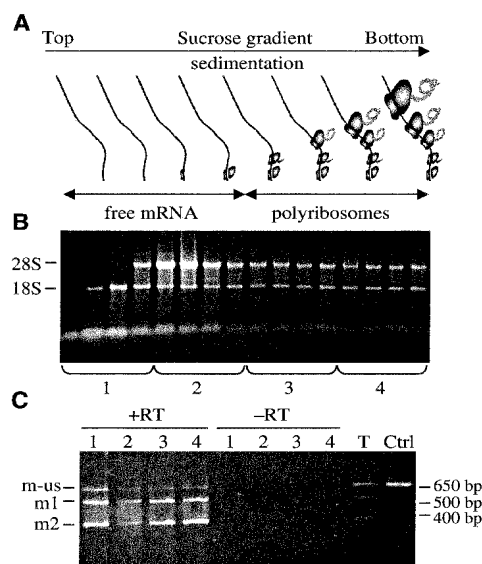 A
Top Sucrose gradient Bottom
sedimentation
free mRNA polyribosomes
B
28S
18S
1 2 3 4
C
+RT –RT
1 2 3 4 1 2 3 4 T Ctrl
m-us 650 bp
m1 500 bp
m2 400 bp